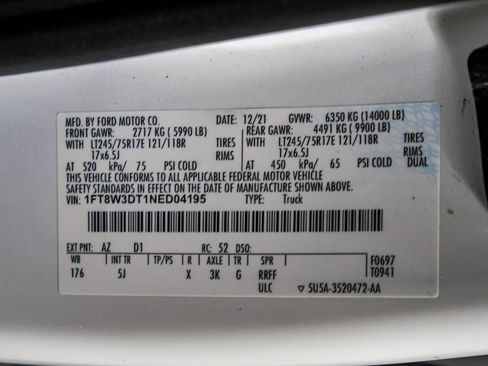 MFD. BY FORD MOTOR CO. DATE: 12/21 GVWR: 6350 KG (14000 LB)
FRONT GAWR: 2717 KG (5990 LB) REAR GAWR: 4491 KG (9900 LB)
WITH LT245/75R17E 121/118R TIRES WITH LT245/75R17E 121/118R TIRES
17x6.5J RIMS 17x6.5J RIMS
AT 520 kPa/ 75 PSI COLD AT 450 kPa/ 65 PSI COLD DUAL
THIS VEHICLE CONFORMS TO ALL APPLICABLE FEDERAL MOTOR VEHICLE
SAFETY STANDARDS IN EFFECT ON THE DATE OF MANUFACTURE SHOWN ABOVE.
VIN: 1FT8W3DT1NED04195 TYPE: Truck
EXT PNT: AZ D1 RC: 52 DSO:
WB INT TR TP/PS R AXLE TR SPR F0697
176 5J X 3K G RRFF T0941
ULC ▽ 5U5A-3520472-AA